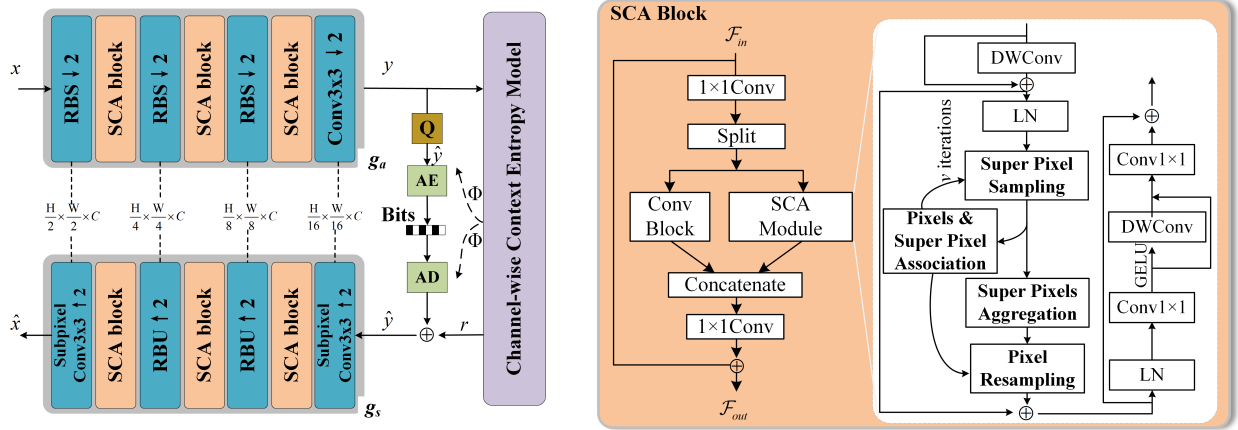 x
RBS ↓ 2
SCA block
RBS ↓ 2
SCA block
RBS ↓ 2
SCA block
Conv3x3 ↓ 2
g_a
y
Q
ŷ
AE
Φ
Bits
Φ
AD
Channel-wise Context Entropy Model
H/2 × W/2 × C
H/4 × W/4 × C
H/8 × W/8 × C
H/16 × W/16 × C
x̂
Subpixel
Conv3x3 ↑ 2
SCA block
RBU ↑ 2
SCA block
RBU ↑ 2
SCA block
Subpixel
Conv3x3 ↑ 2
g_s
ŷ
r
SCA Block
F_in
1×1Conv
Split
Conv
Block
SCA
Module
Concatenate
1×1Conv
F_out
DWConv
LN
v iterations
Super Pixel
Sampling
Pixels &
Super Pixel
Association
Super Pixels
Aggregation
Pixel
Resampling
Conv1×1
DWConv
GELU
Conv1×1
LN